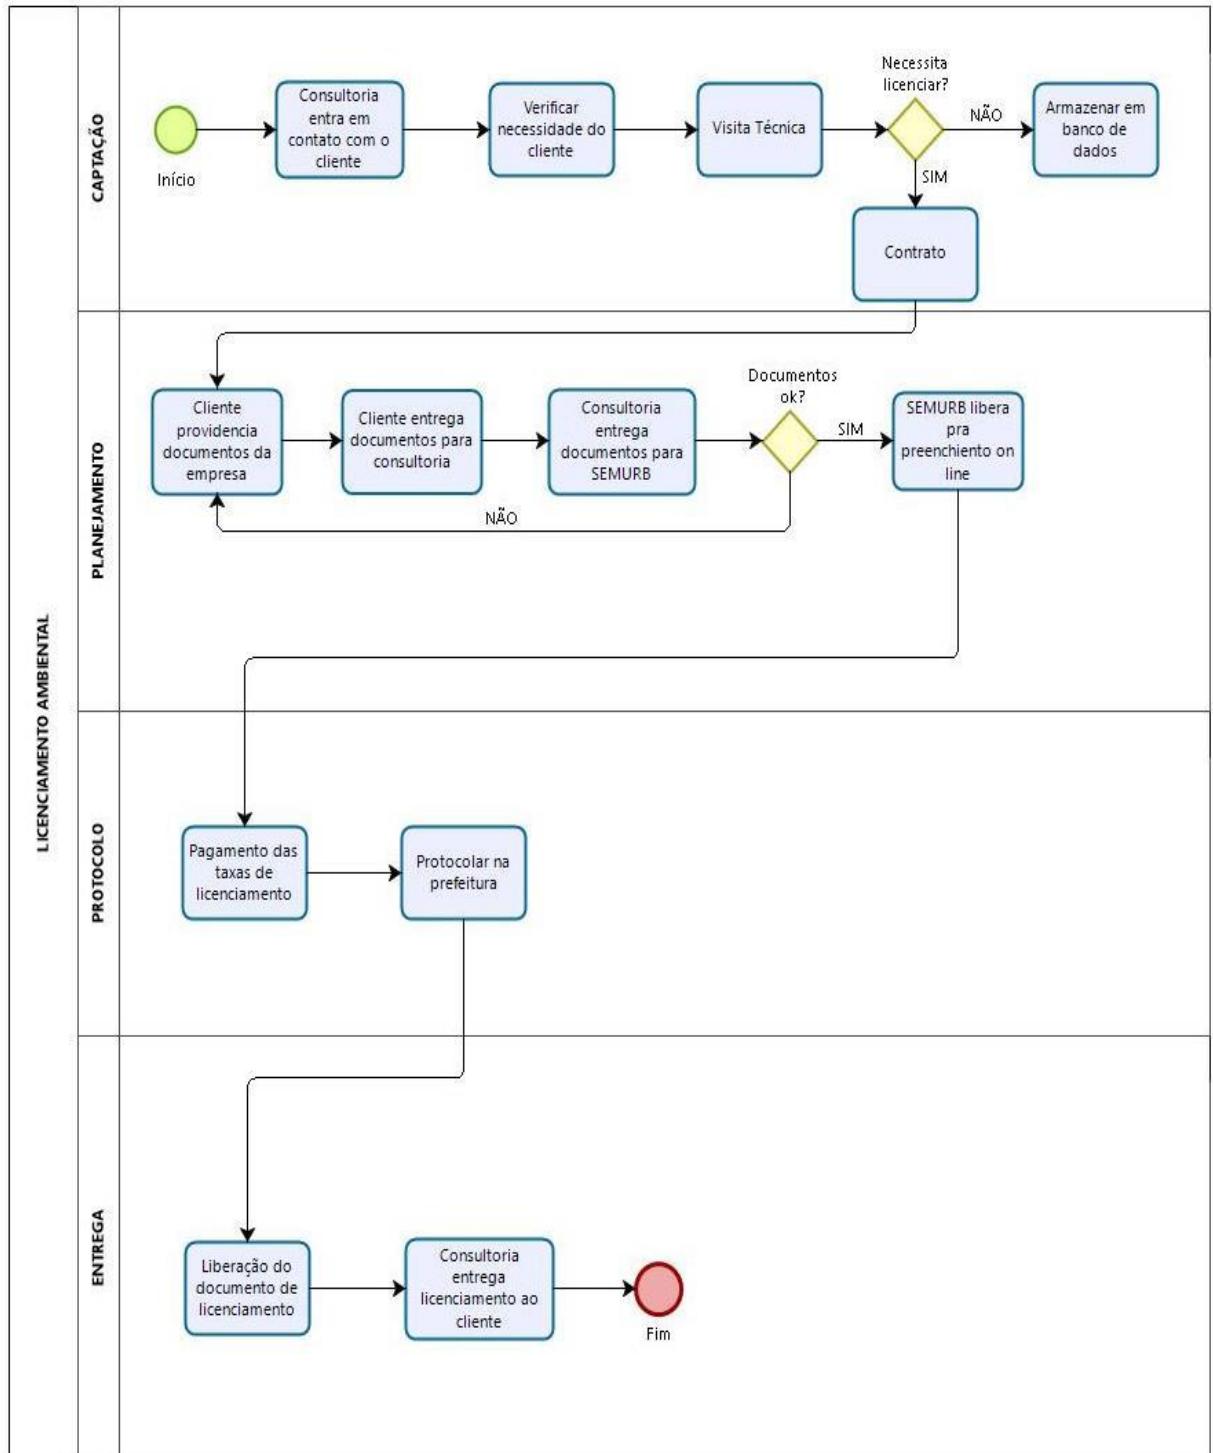 LICENCIAMENTO AMBIENTAL
CAPTAÇÃO
Início
Consultoria
entra em
contato com o
cliente
Verificar
necessidade do
cliente
Visita Técnica
Necessita
licenciar?
NÃO
Armazenar em
banco de
dados
SIM
Contrato
PLANEJAMENTO
Cliente
providencia
documentos da
empresa
Cliente entrega
documentos para
consultoria
Consultoria
entrega
documentos para
SEMURB
Documentos
ok?
SIM
SEMURB libera
pra
preenchiento on
line
NÃO
PROTOCOLO
Pagamento das
taxas de
licenciamento
Protocolar na
prefeitura
ENTREGA
Liberação do
documento de
licenciamento
Consultoria
entrega
licenciamento ao
cliente
Fim